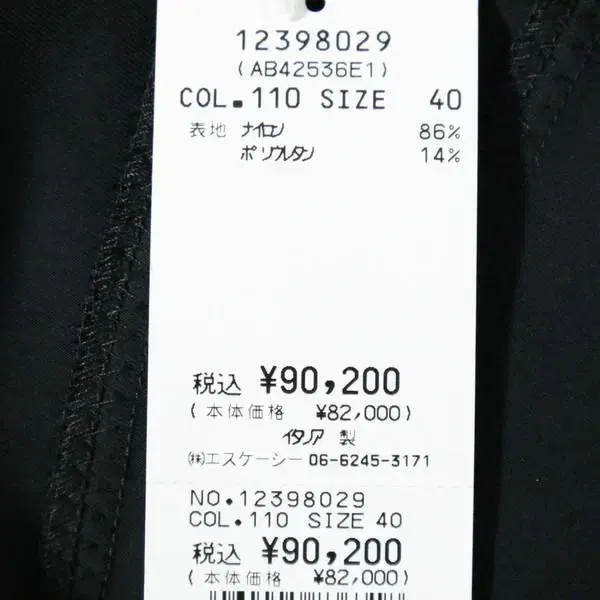 12398029
(AB42536E1)
COL.110 SIZE 40
表地 ナイロン 86%
ポリウレタン 14%
税込 ¥90,200
(本体価格 ¥82,000)
イタリア 製
㈱エスケーシー 06-6245-3171
NO.12398029
COL.110 SIZE 40
税込 ¥90,200
(本体価格 ¥82,000)